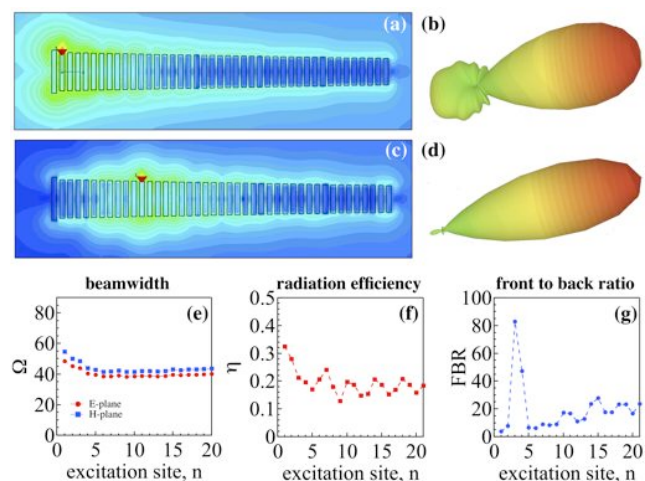 (a)
(b)
(c)
(d)
beamwidth
radiation efficiency
front to back ratio
80
60
40
20
0
Ω
(e)
E-plane
H-plane
0 5 10 15 20
excitation site, n
0.5
0.4
0.3
0.2
0.1
0
η
(f)
0 5 10 15 20
excitation site, n
100
80
60
40
20
0
FBR
(g)
0 5 10 15 20
excitation site, n